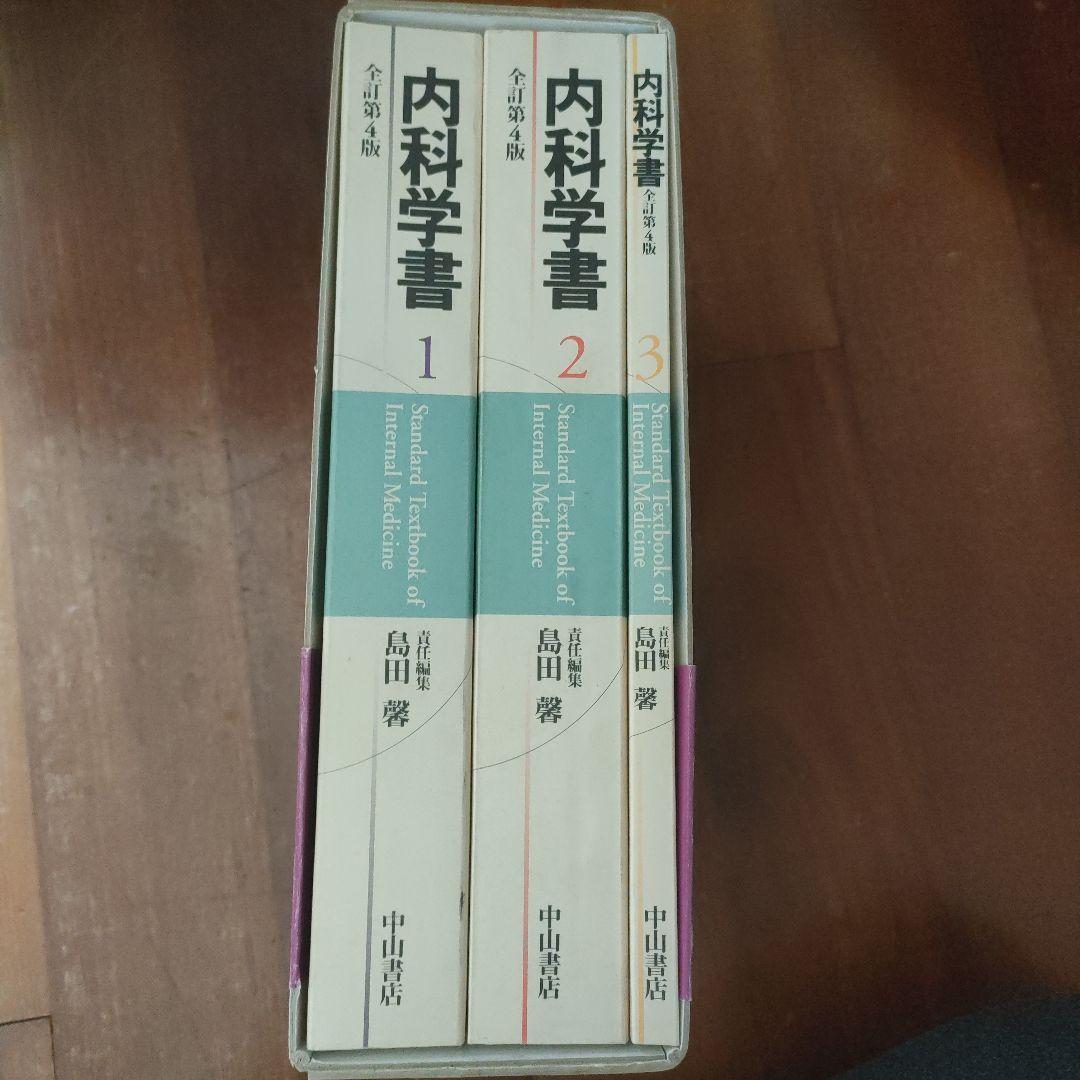 内科学書
全訂第4版
1
Standard Textbook of
Internal Medicine
責任編集
島田 馨
中山書店
内科学書
全訂第4版
2
Standard Textbook of
Internal Medicine
責任編集
島田 馨
中山書店
内科学書
全訂第4版
3
Standard Textbook of
Internal Medicine
責任編集
島田 馨
中山書店